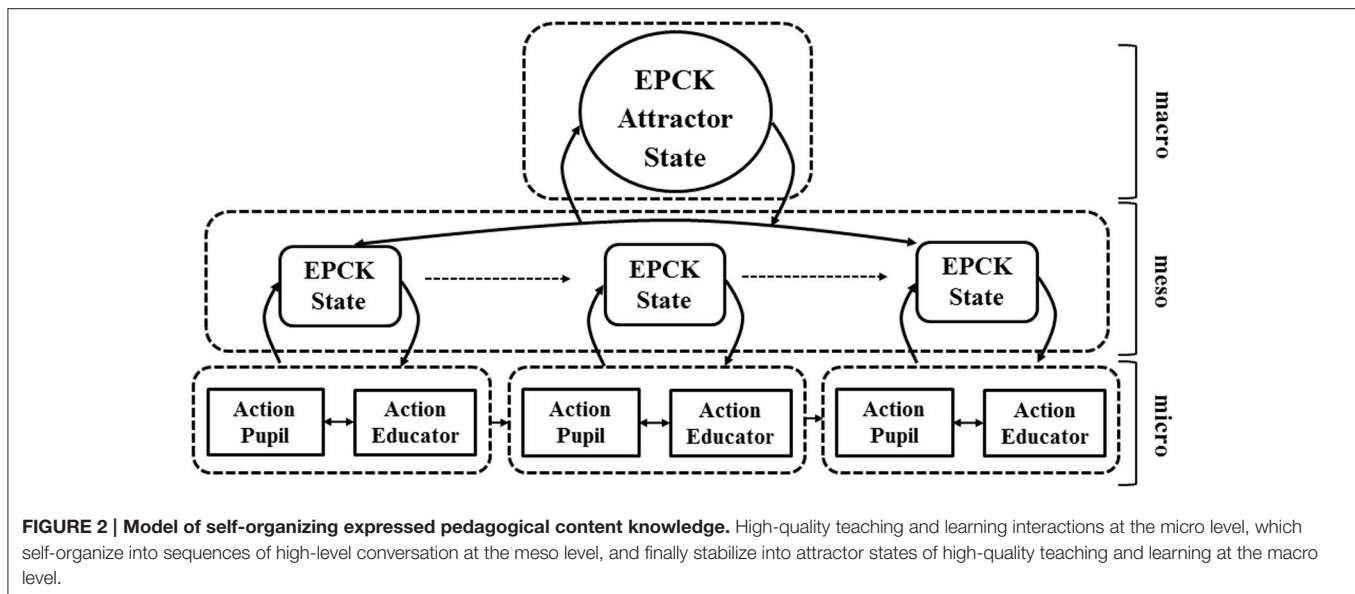 EPCK
Attractor
State
macro
EPCK
State
EPCK
State
EPCK
State
meso
Action
Pupil
Action
Educator
Action
Pupil
Action
Educator
Action
Pupil
Action
Educator
micro
FIGURE 2 | Model of self-organizing expressed pedagogical content knowledge. High-quality teaching and learning interactions at the micro level, which
self-organize into sequences of high-level conversation at the meso level, and finally stabilize into attractor states of high-quality teaching and learning at the macro
level.